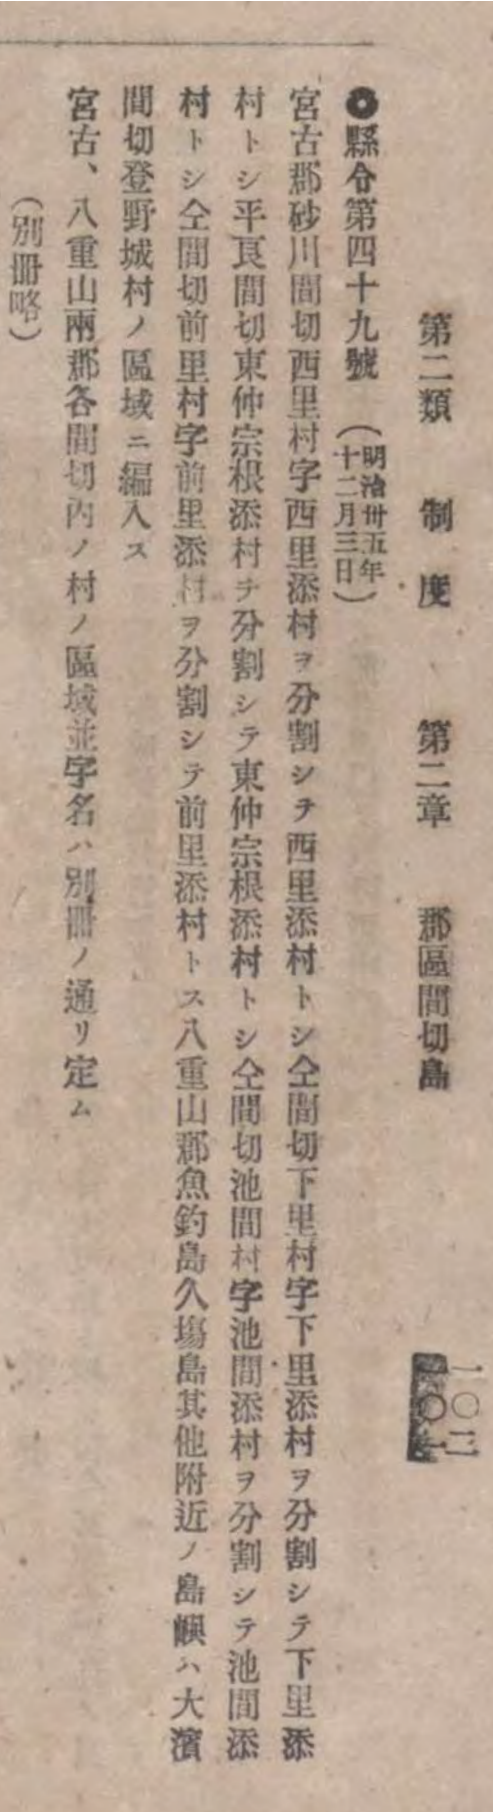 第二類　制度　第二章　郡區間切島
一〇二
◉縣令第四十九號
（明治卅五年
十二月三日）
宮古郡砂川間切西里村字西里添村ヲ分割シテ西里添村トシ仝間切下里村字下里添村ヲ分割シテ下里添
村トシ平良間切東仲宗根添村ヲ分割シテ東仲宗根添村トシ仝間切池間村字池間添村ヲ分割シテ池間添
村トシ仝間切前里村字前里添村ヲ分割シテ前里添村トス八重山郡魚釣島久塲島其他附近ノ島嶼ハ大濱
間切登野城村ノ區域ニ編入ス
宮古、八重山兩郡各間切內ノ村ノ區域並字名ハ別冊ノ通リ定ム
（別冊略）